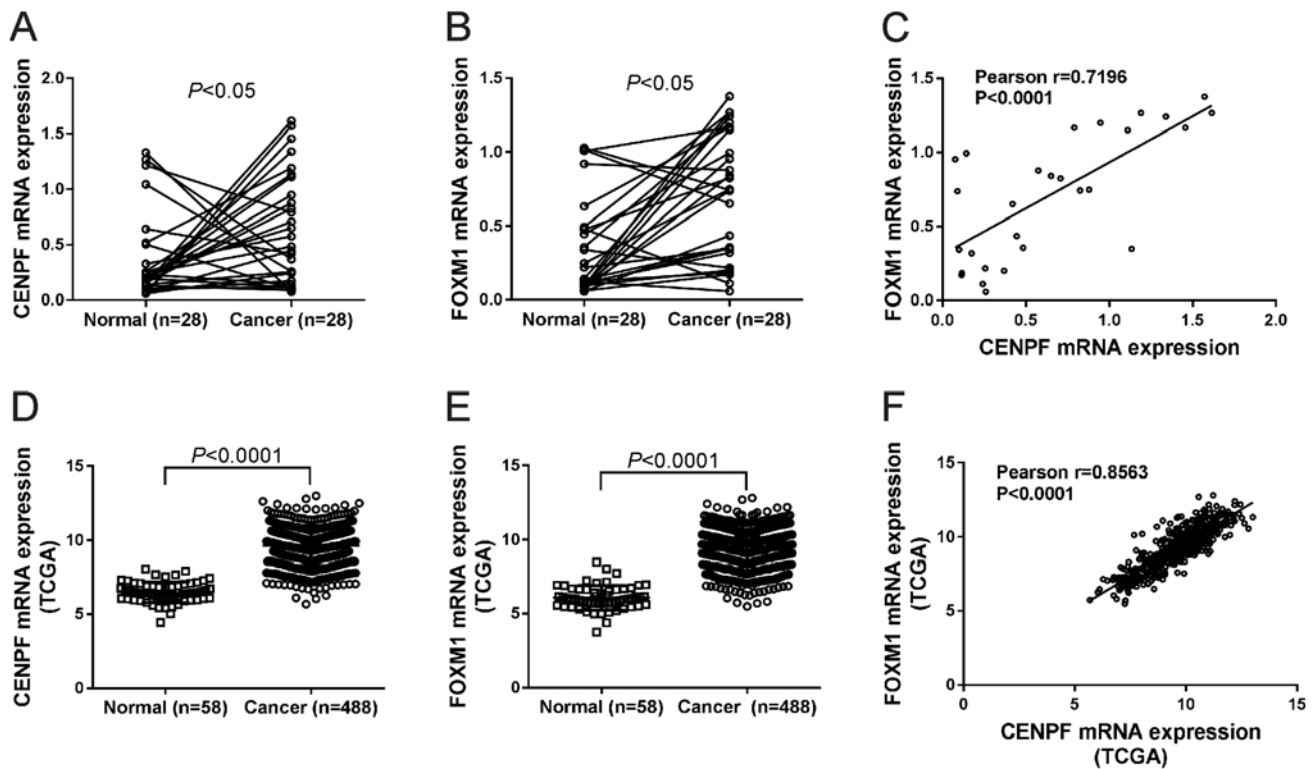 A
CENPF mRNA expression
2.0
1.5
1.0
0.5
0.0
P<0.05
Normal (n=28)
Cancer (n=28)
B
FOXM1 mRNA expression
1.5
1.0
0.5
0.0
P<0.05
Normal (n=28)
Cancer (n=28)
C
FOXM1 mRNA expression
1.5
1.0
0.5
0.0
Pearson r=0.7196
P<0.0001
0.0 0.5 1.0 1.5 2.0
CENPF mRNA expression
D
CENPF mRNA expression
(TCGA)
15
10
5
0
P<0.0001
Normal (n=58)
Cancer (n=488)
E
FOXM1 mRNA expression
(TCGA)
15
10
5
0
P<0.0001
Normal (n=58)
Cancer (n=488)
F
FOXM1 mRNA expression
(TCGA)
15
10
5
0
Pearson r=0.8563
P<0.0001
0 5 10 15
CENPF mRNA expression
(TCGA)